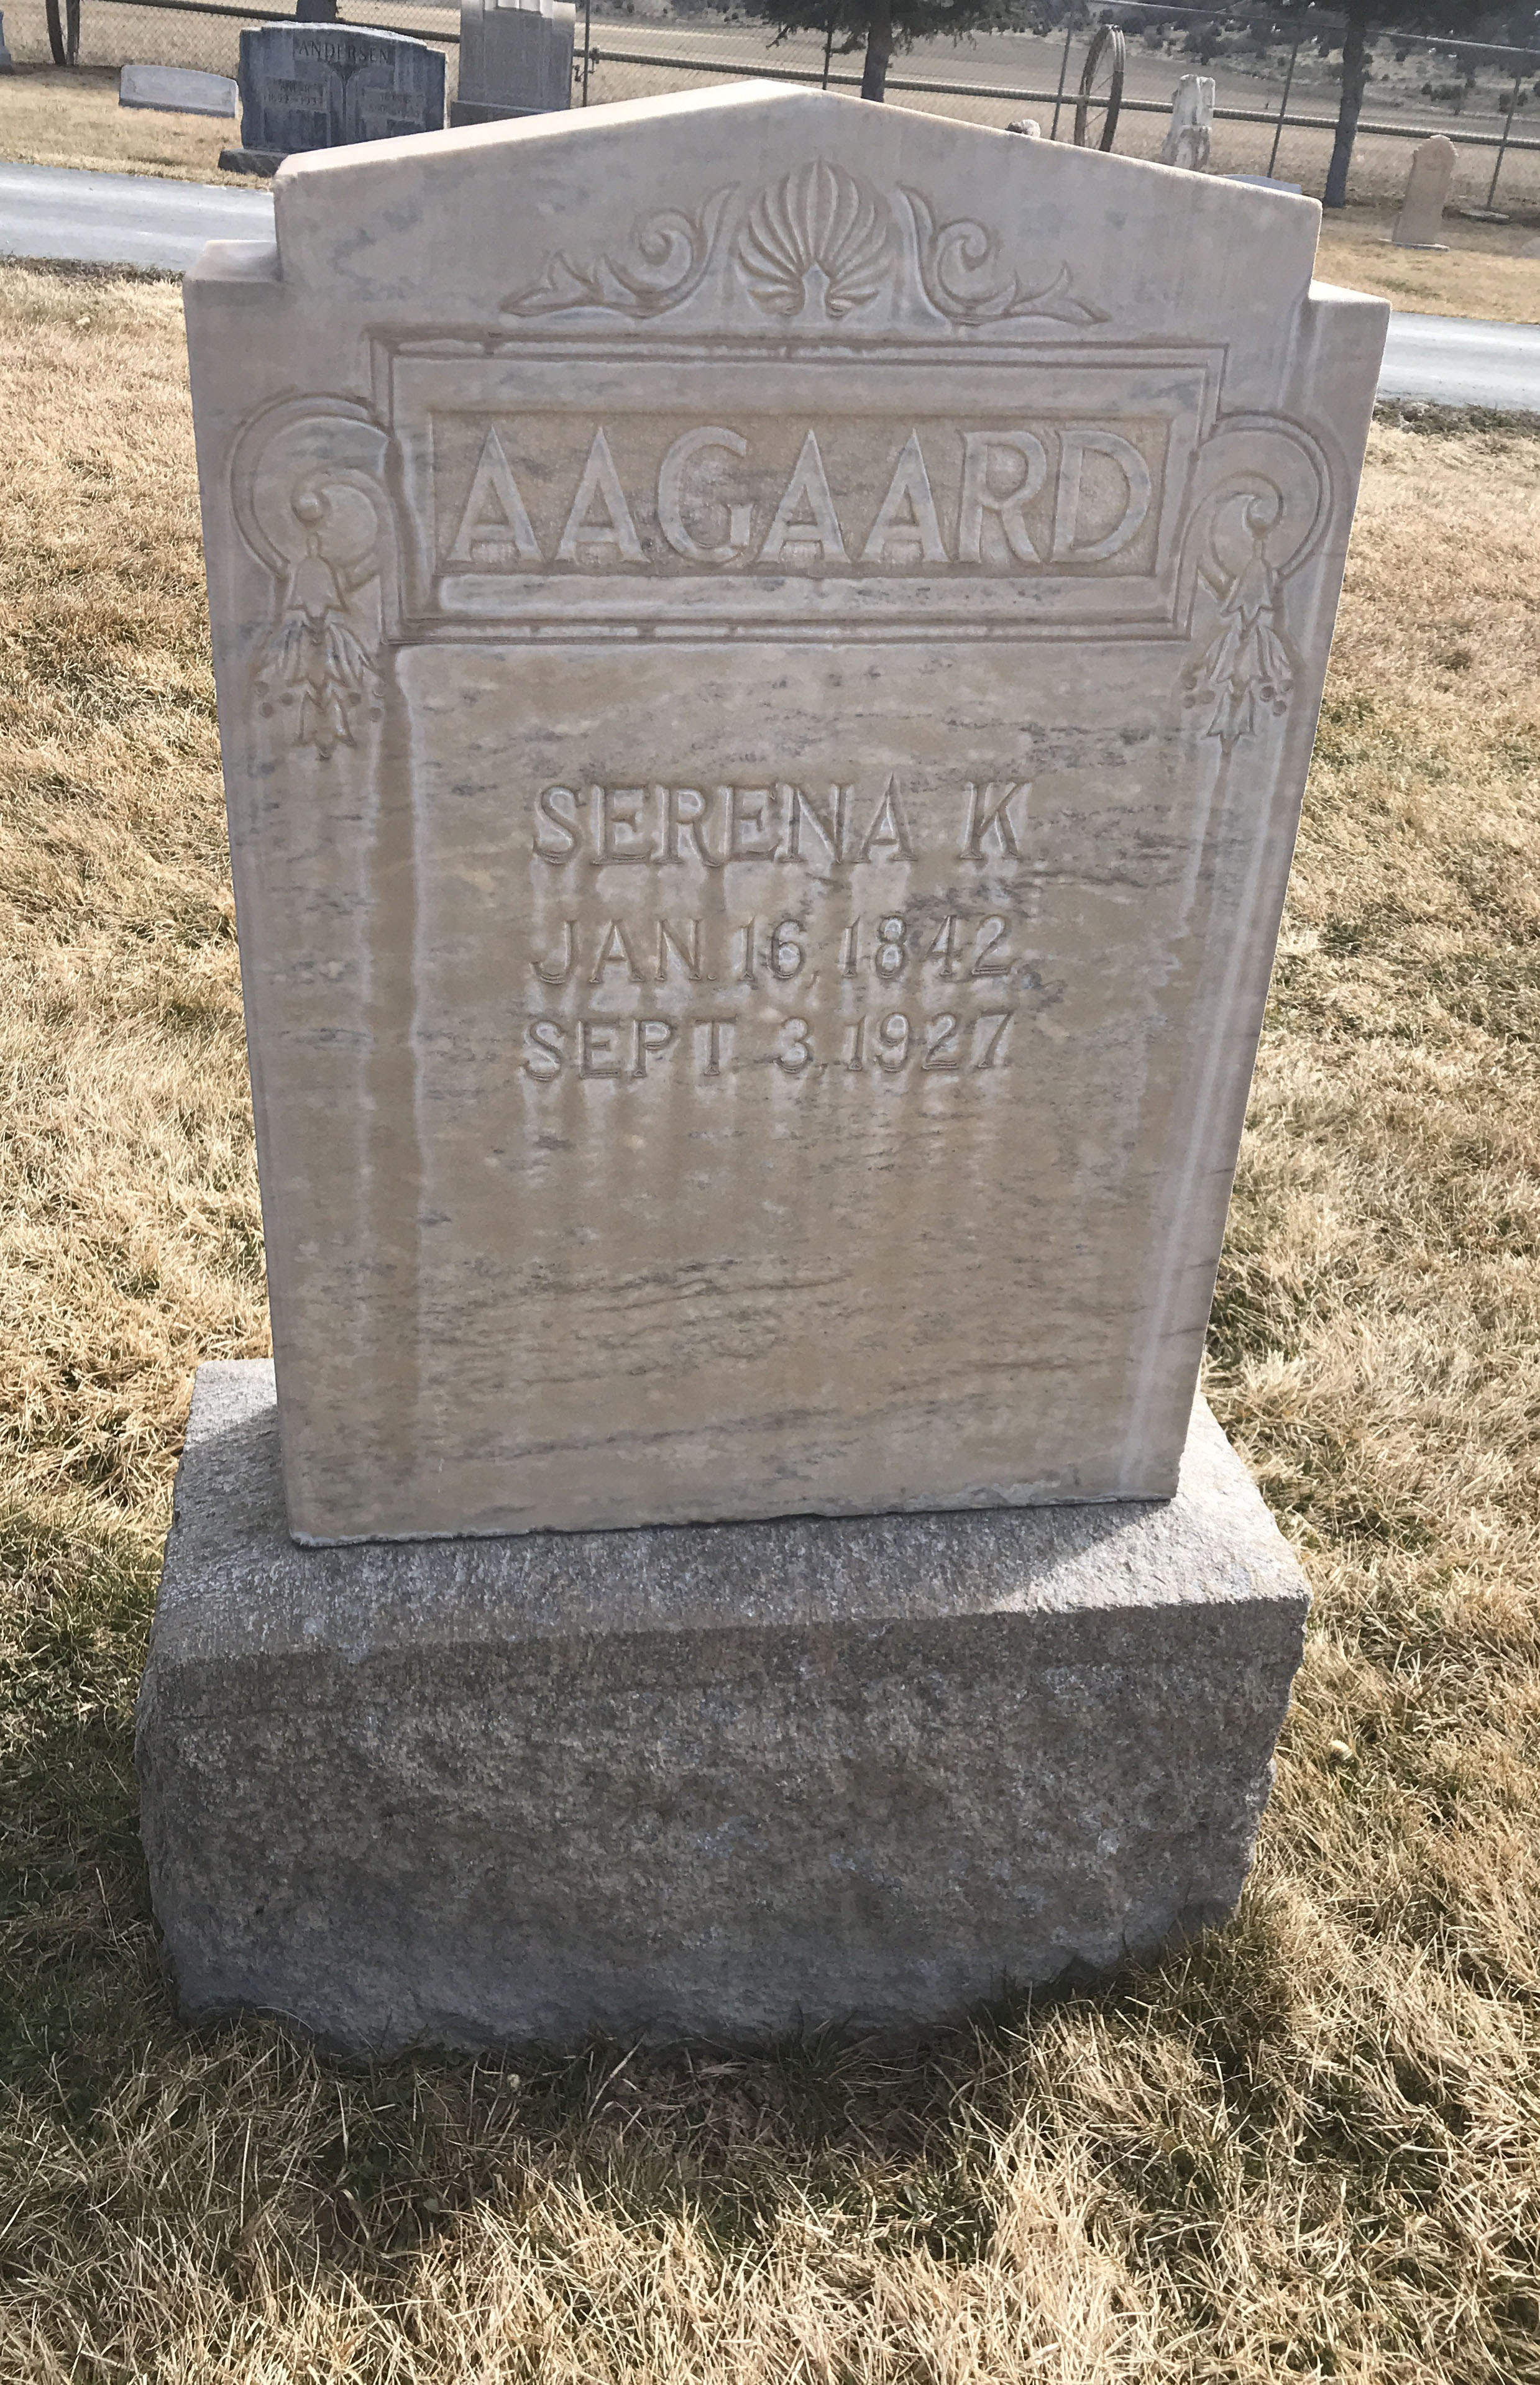 ANDERSEN
AAGAARD
SERENA K
JAN. 16, 1842
SEPT 3, 1927